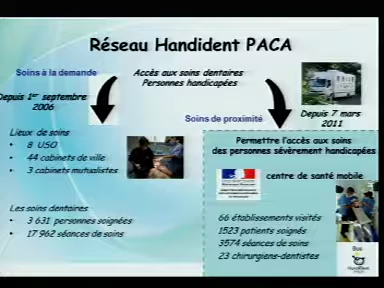 Réseau Handident PACA
Soins à la demande
Accès aux soins dentaires
Personnes handicapées
Depuis 1er septembre
2006
Soins de proximité
Depuis 7 mars
2011
Lieux de soins
• 8 USO
• 44 cabinets de ville
• 3 cabinets mutualistes
Les soins dentaires
• 3 631 personnes soignées
• 17 962 séances de soins
Permettre l'accès aux soins
des personnes sévèrement handicapées
centre de santé mobile
66 établissements visités
1523 patients soignés
3574 séances de soins
23 chirurgiens-dentistes
Bus
Handident